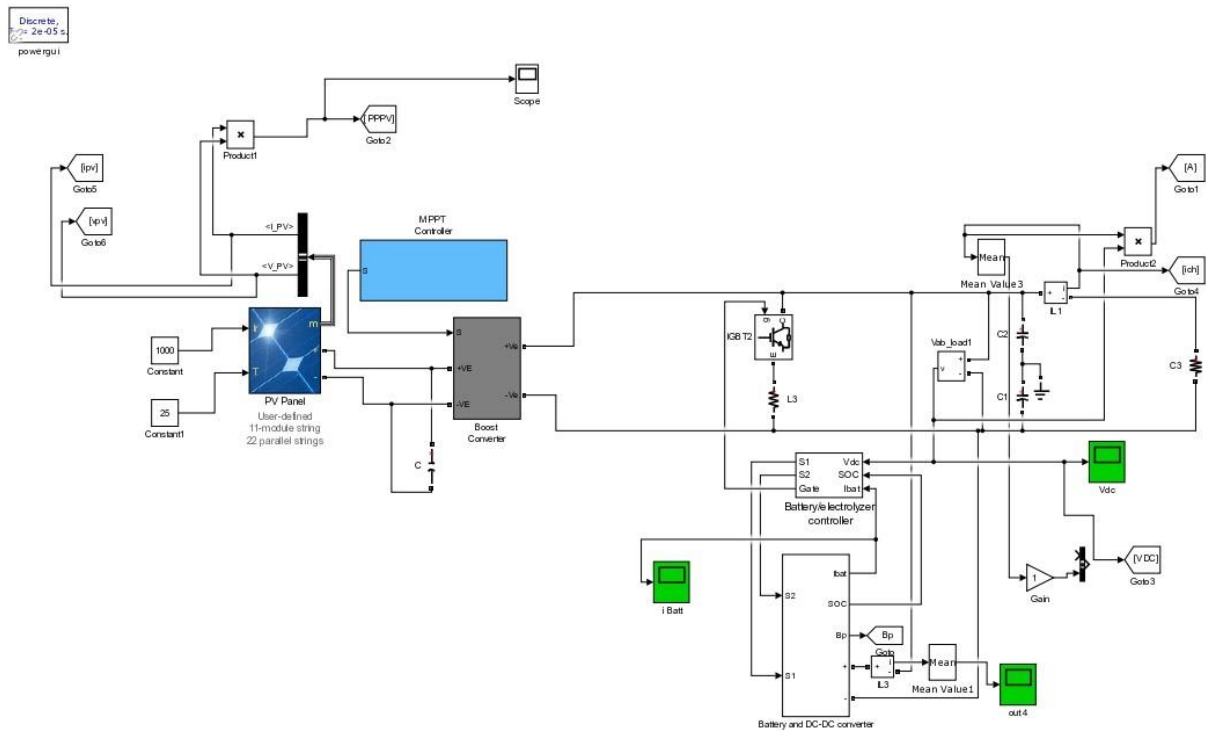 Discrete,
= 2e-05 s.
powergui
Scope
[PPPV]
Goto2
×
Product1
[ipv]
Goto5
[vpv]
Goto6
<I_PV>
<V_PV>
MPPT
Controller
S
[A]
Goto1
×
Product2
Mean
Mean Value3
[ich]
Goto4
+ i
-
IL1
1000
Constant
25
Constant1
Ir
T
m
+
-
PV Panel
User-defined
11-module string
22 parallel strings
C
S
+VE
-VE
+Ve
-Ve
Boost
Converter
g C
E
IGBT2
L3
Vab_load1
v +
-
C2
C1
C3
S1 Vdc
S2 SOC
Gate Ibat
Battery/electrolyzer
controller
Vdc
[VDC]
Goto3
1
Gain
i Batt
S2
S1
Ibat
SOC
Bp
+
-
Battery and DC-DC converter
Bp
Goto
+ i
-
IL3
Mean
Mean Value1
out4